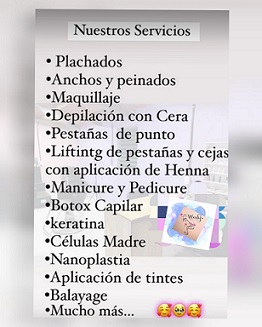 Nuestros Servicios
• Plachados
•Anchos y peinados
•Maquillaje
•Depilación con Cera
•Pestañas de punto
•Liftintg de pestañas y cejas
con aplicación de Henna
•Manicure y Pedicure
•Botox Capilar
•keratina
•Células Madre
•Nanoplastia
•Aplicación de tintes
•Balayage
•Mucho más... 🥰🥹🥰